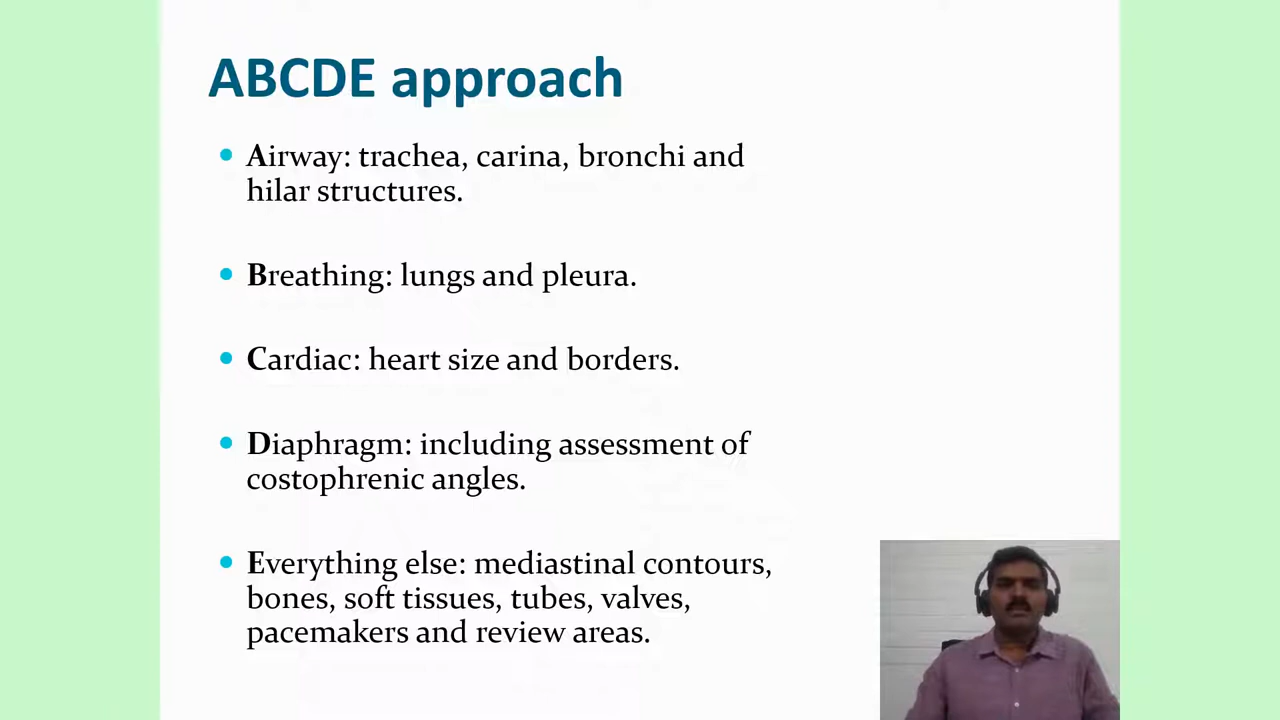 ABCDE approach
• Airway: trachea, carina, bronchi and
hilar structures.
• Breathing: lungs and pleura.
• Cardiac: heart size and borders.
• Diaphragm: including assessment of
costophrenic angles.
• Everything else: mediastinal contours,
bones, soft tissues, tubes, valves,
pacemakers and review areas.